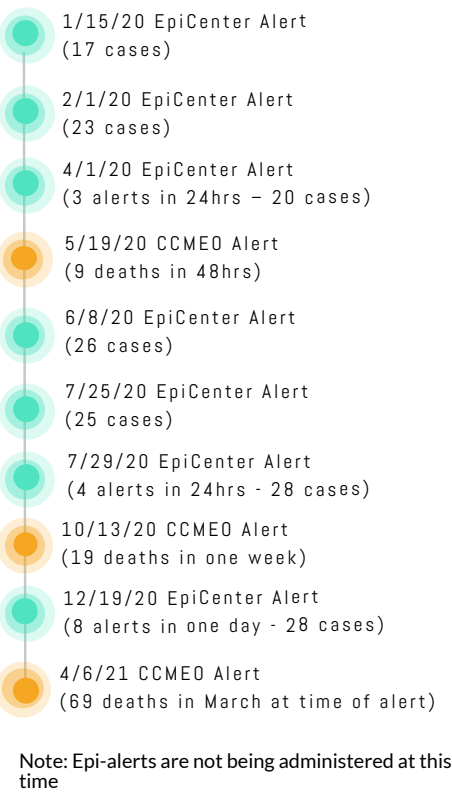 1/15/20 EpiCenter Alert
(17 cases)
2/1/20 EpiCenter Alert
(23 cases)
4/1/20 EpiCenter Alert
(3 alerts in 24hrs – 20 cases)
5/19/20 CCMEO Alert
(9 deaths in 48hrs)
6/8/20 EpiCenter Alert
(26 cases)
7/25/20 EpiCenter Alert
(25 cases)
7/29/20 EpiCenter Alert
(4 alerts in 24hrs - 28 cases)
10/13/20 CCMEO Alert
(19 deaths in one week)
12/19/20 EpiCenter Alert
(8 alerts in one day - 28 cases)
4/6/21 CCMEO Alert
(69 deaths in March at time of alert)
Note: Epi-alerts are not being administered at this
time